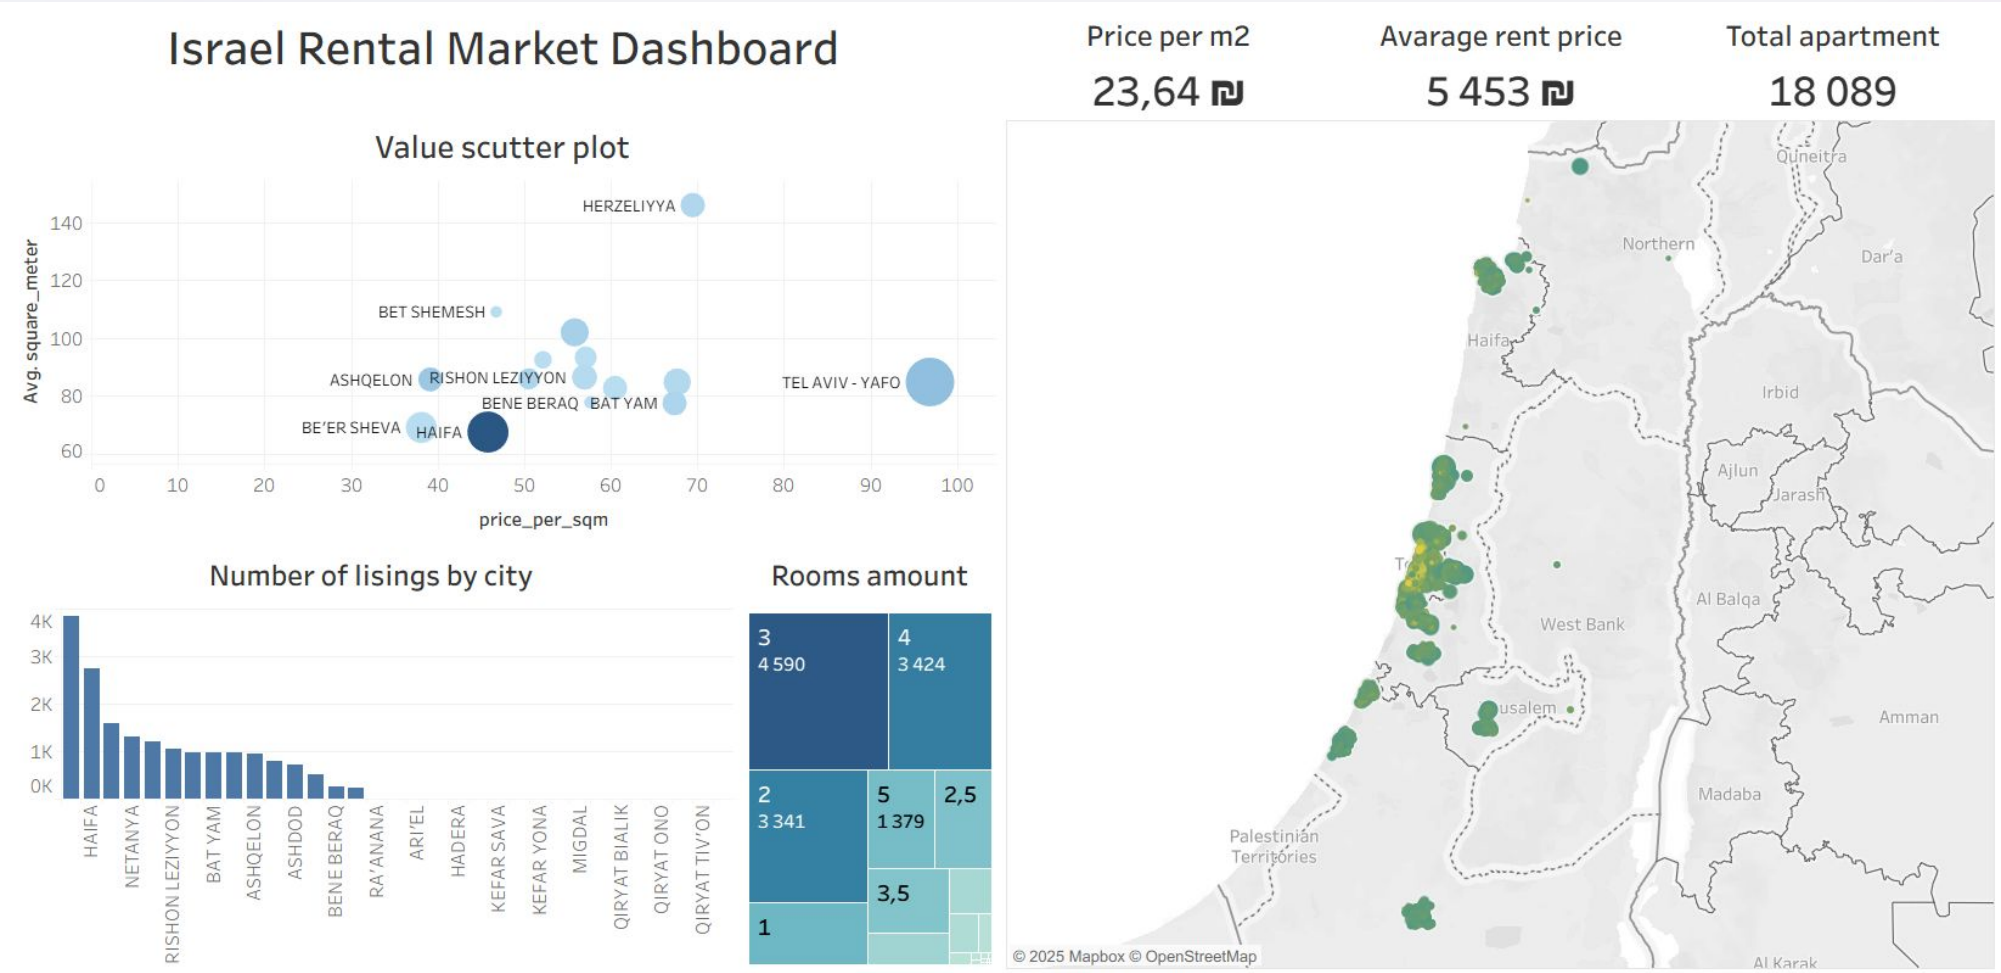 Israel Rental Market Dashboard
Price per m2
23,64 ₪
Avarage rent price
5 453 ₪
Total apartment
18 089
Value scutter plot
Avg. square_meter
140
120
100
80
60
HERZELIYYA
BET SHEMESH
ASHQELON
RISHON LEZIYYON
TEL AVIV - YAFO
BENE BERAQ
BAT YAM
BE'ER SHEVA
HAIFA
0 10 20 30 40 50 60 70 80 90 100
price_per_sqm
Number of lisings by city
4K
3K
2K
1K
0K
HAIFA
NETANYA
RISHON LEZIYYON
BAT YAM
ASHQELON
ASHDOD
BENE BERAQ
RA'ANANA
ARI'EL
HADERA
KEFAR SAVA
KEFAR YONA
MIGDAL
QIRYAT BIALIK
QIRYAT ONO
QIRYAT TIV'ON
Rooms amount
3
4 590
4
3 424
2
3 341
5
1 379
2,5
3,5
1
Quneitra
Northern
Dar'a
Haifa
Irbid
Ajlun
Jarash
Al Balqa
West Bank
usalem
Amman
Madaba
Palestinian
Territories
Al Karak
© 2025 Mapbox © OpenStreetMap